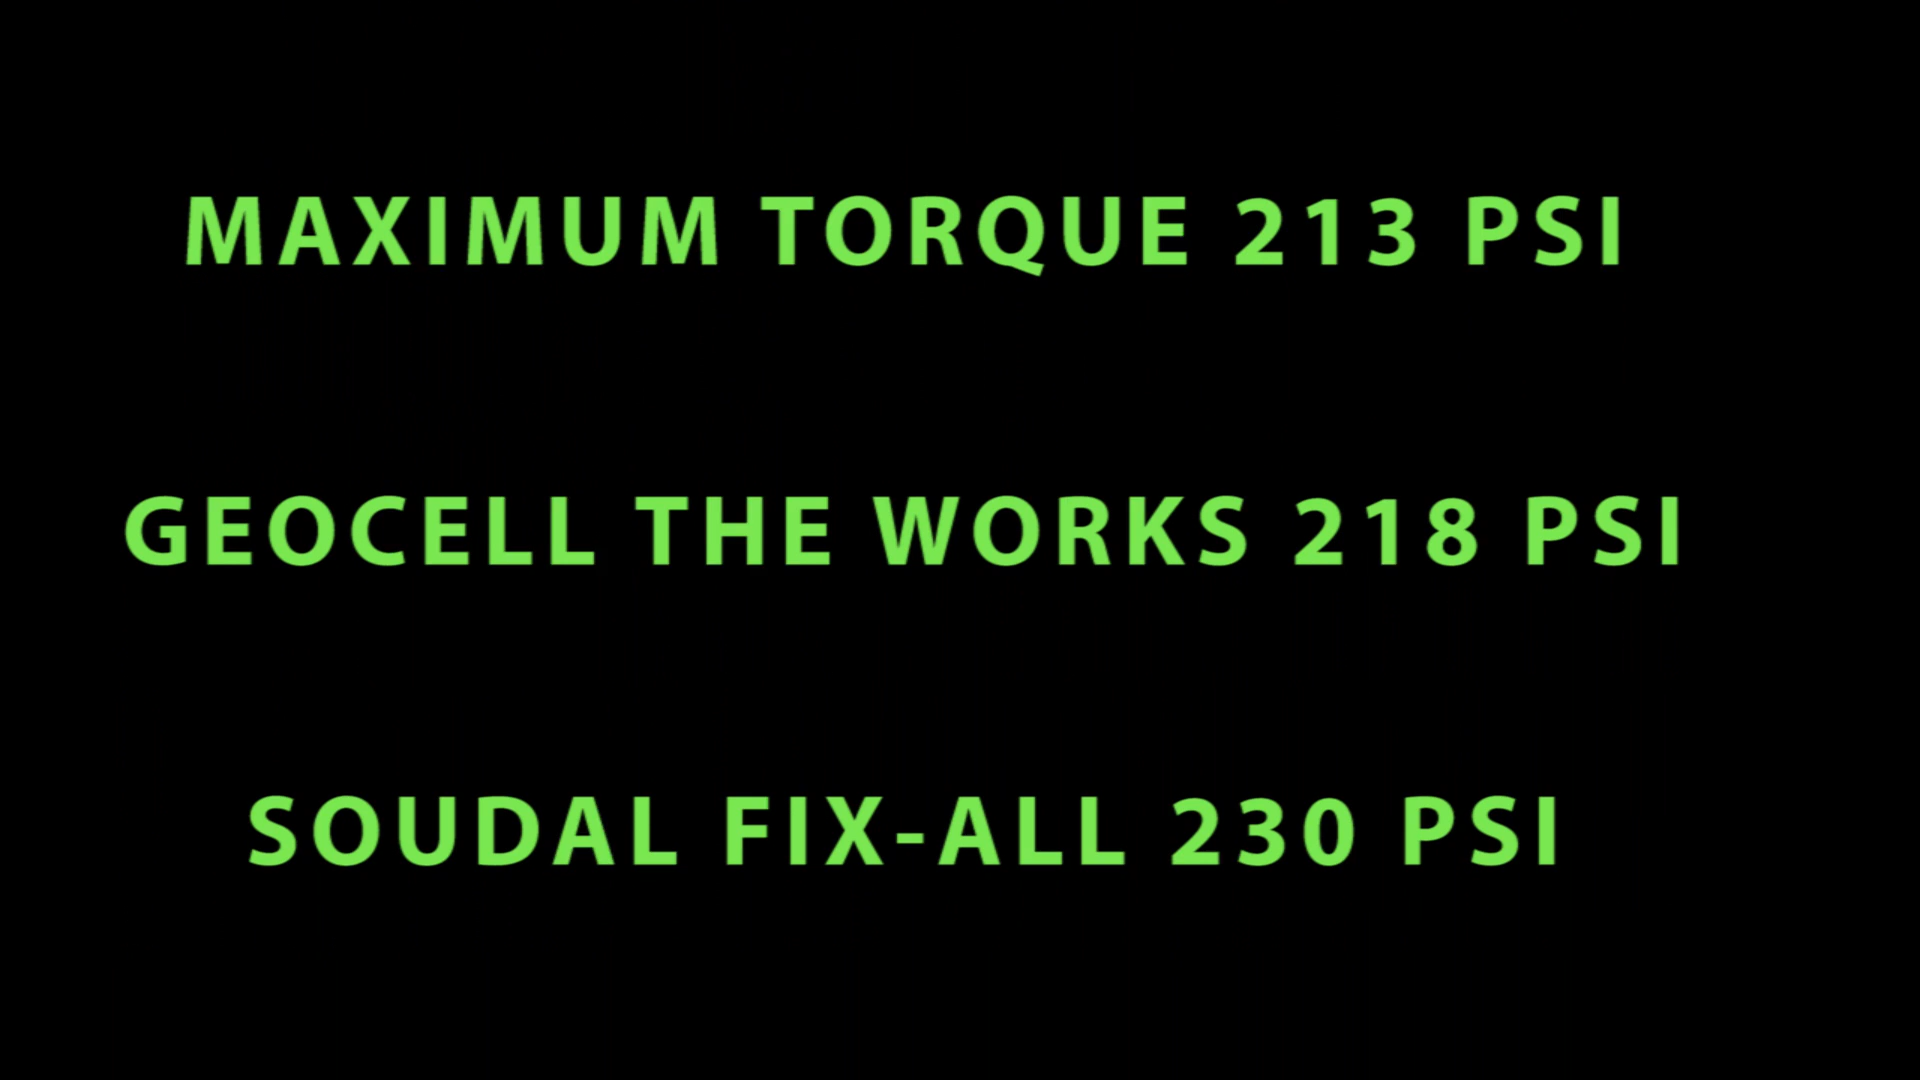 MAXIMUM TORQUE 213 PSI
GEOCELL THE WORKS 218 PSI
SOUDAL FIX-ALL 230 PSI